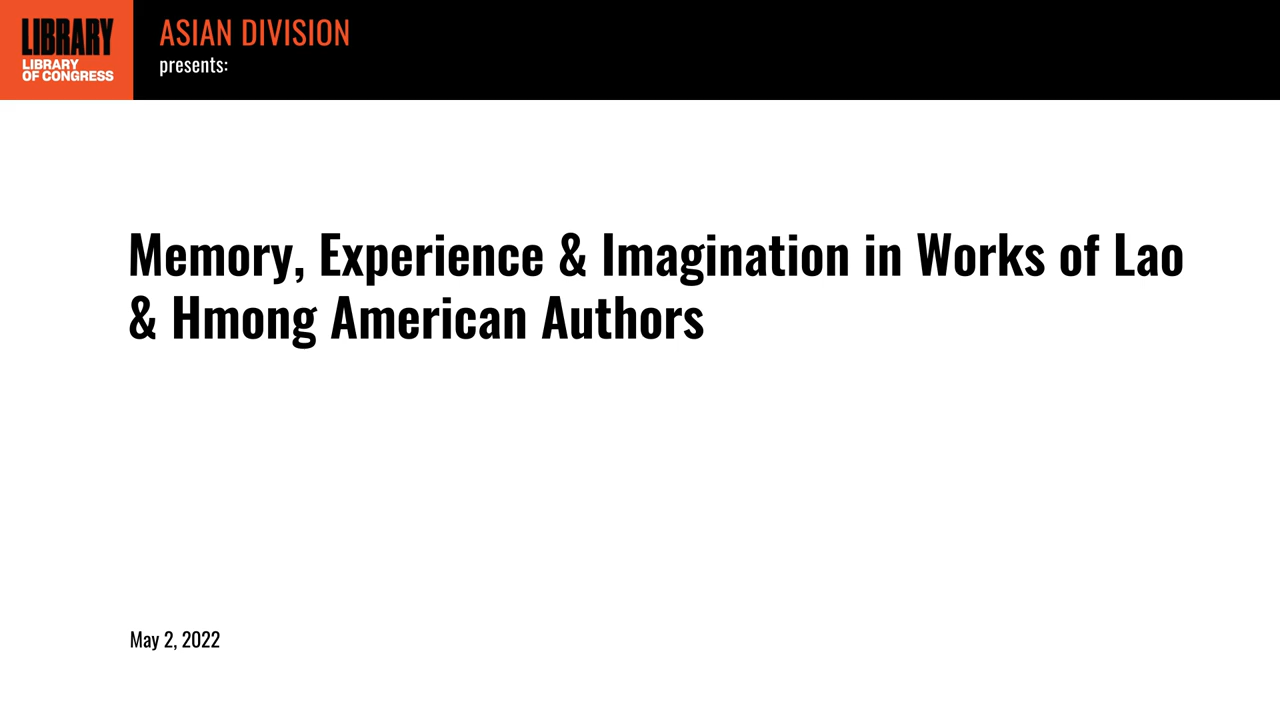 LIBRARY
LIBRARY
OF CONGRESS
ASIAN DIVISION
presents:
Memory, Experience & Imagination in Works of Lao
& Hmong American Authors
May 2, 2022